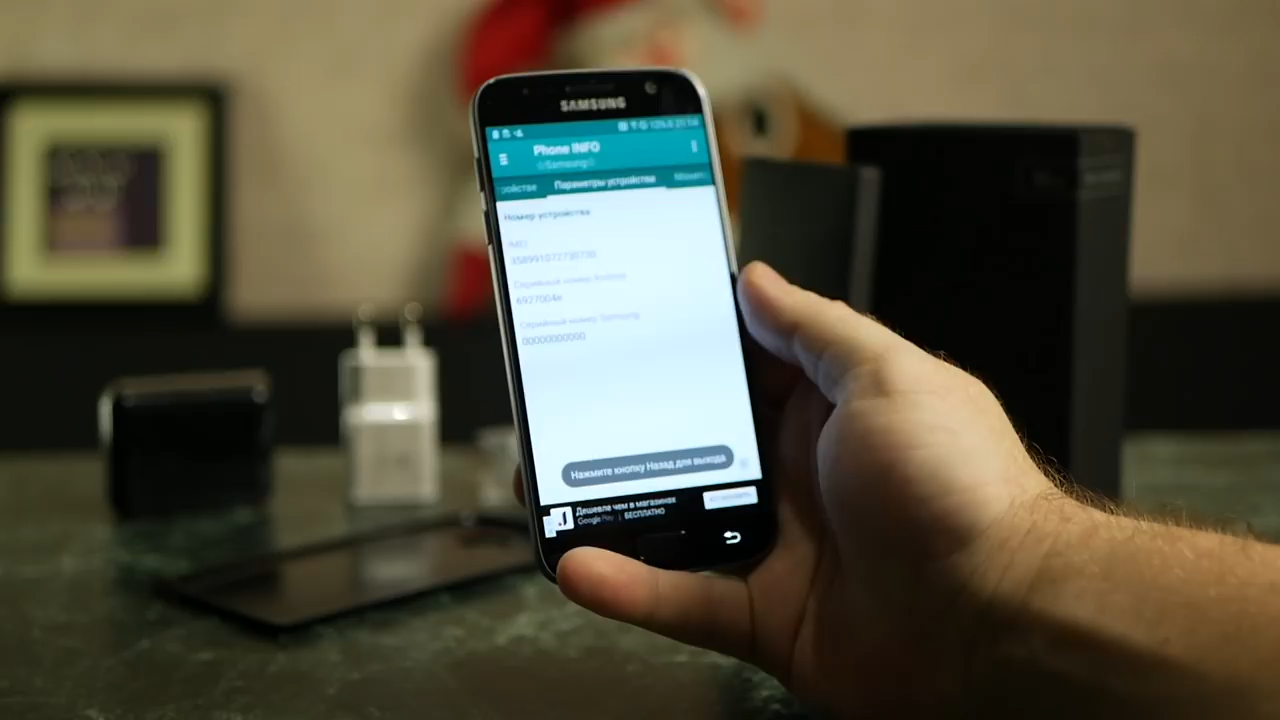 SAMSUNG
Phone INFO
☆Samsung☆
ройства Параметры устройства
Номер устройства
IMEI
Серийный номер Android
6927004e
Серийный номер Samsung
00000000000
Нажмите кнопку Назад для выхода
Дешевле чем в магазинах
Google Play | БЕСПЛАТНО